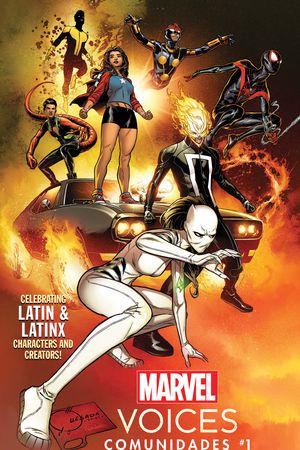 CELEBRATING
LATIN &
LATINX
CHARACTERS AND
CREATORS!
MARVEL
VOICES
COMUNIDADES #1